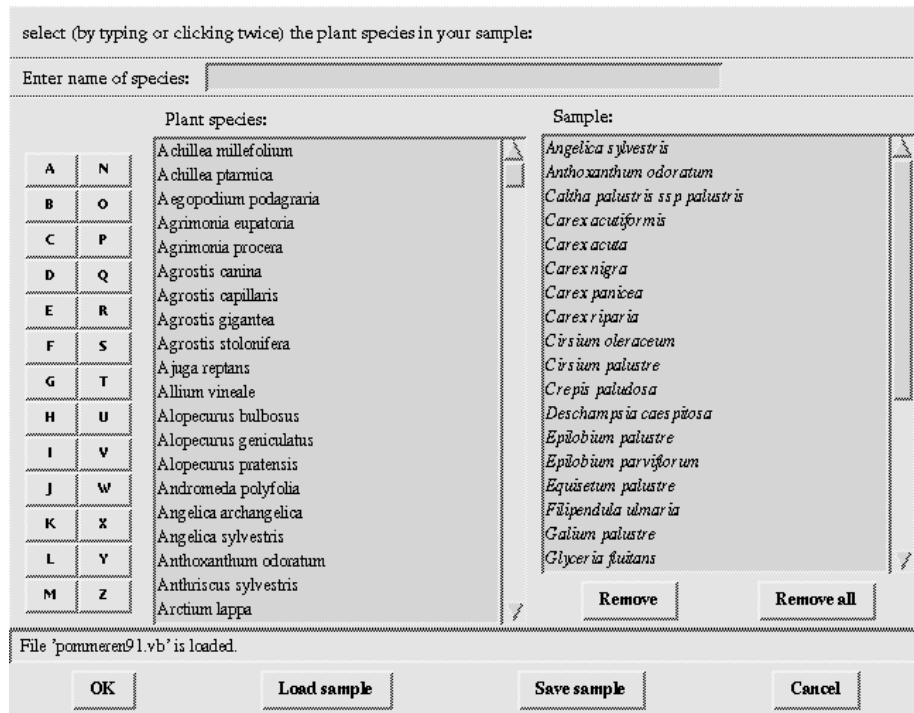 select (by typing or clicking twice) the plant species in your sample:
Enter name of species:
Plant species:
Sample:
A N
B O
C P
D Q
E R
F S
G T
H U
I V
J W
K X
L Y
M Z
Achillea millefolium
Achillea ptarmica
Aegopodium podagraria
Agrimonia eupatoria
Agrimonia procera
Agrostis canina
Agrostis capillaris
Agrostis gigantea
Agrostis stolonifera
Ajuga reptans
Allium vineale
Alopecurus bulbosus
Alopecurus geniculatus
Alopecurus pratensis
Andromeda polyfolia
Angelica archangelica
Angelica sylvestris
Anthoxanthum odoratum
Anthriscus sylvestris
Arctium lappa
Angelica sylvestris
Anthoxanthum odoratum
Caltha palustris ssp palustris
Carex acutiformis
Carex acuta
Carex nigra
Carex panicea
Carex riparia
Cirsium oleraceum
Cirsium palustre
Crepis paludosa
Deschampsia caespitosa
Epilobium palustre
Epilobium parviflorum
Equisetum palustre
Filipendula ulmaria
Galium palustre
Glyceria fluitans
Remove
Remove all
File 'pommeren91.vb' is loaded.
OK
Load sample
Save sample
Cancel